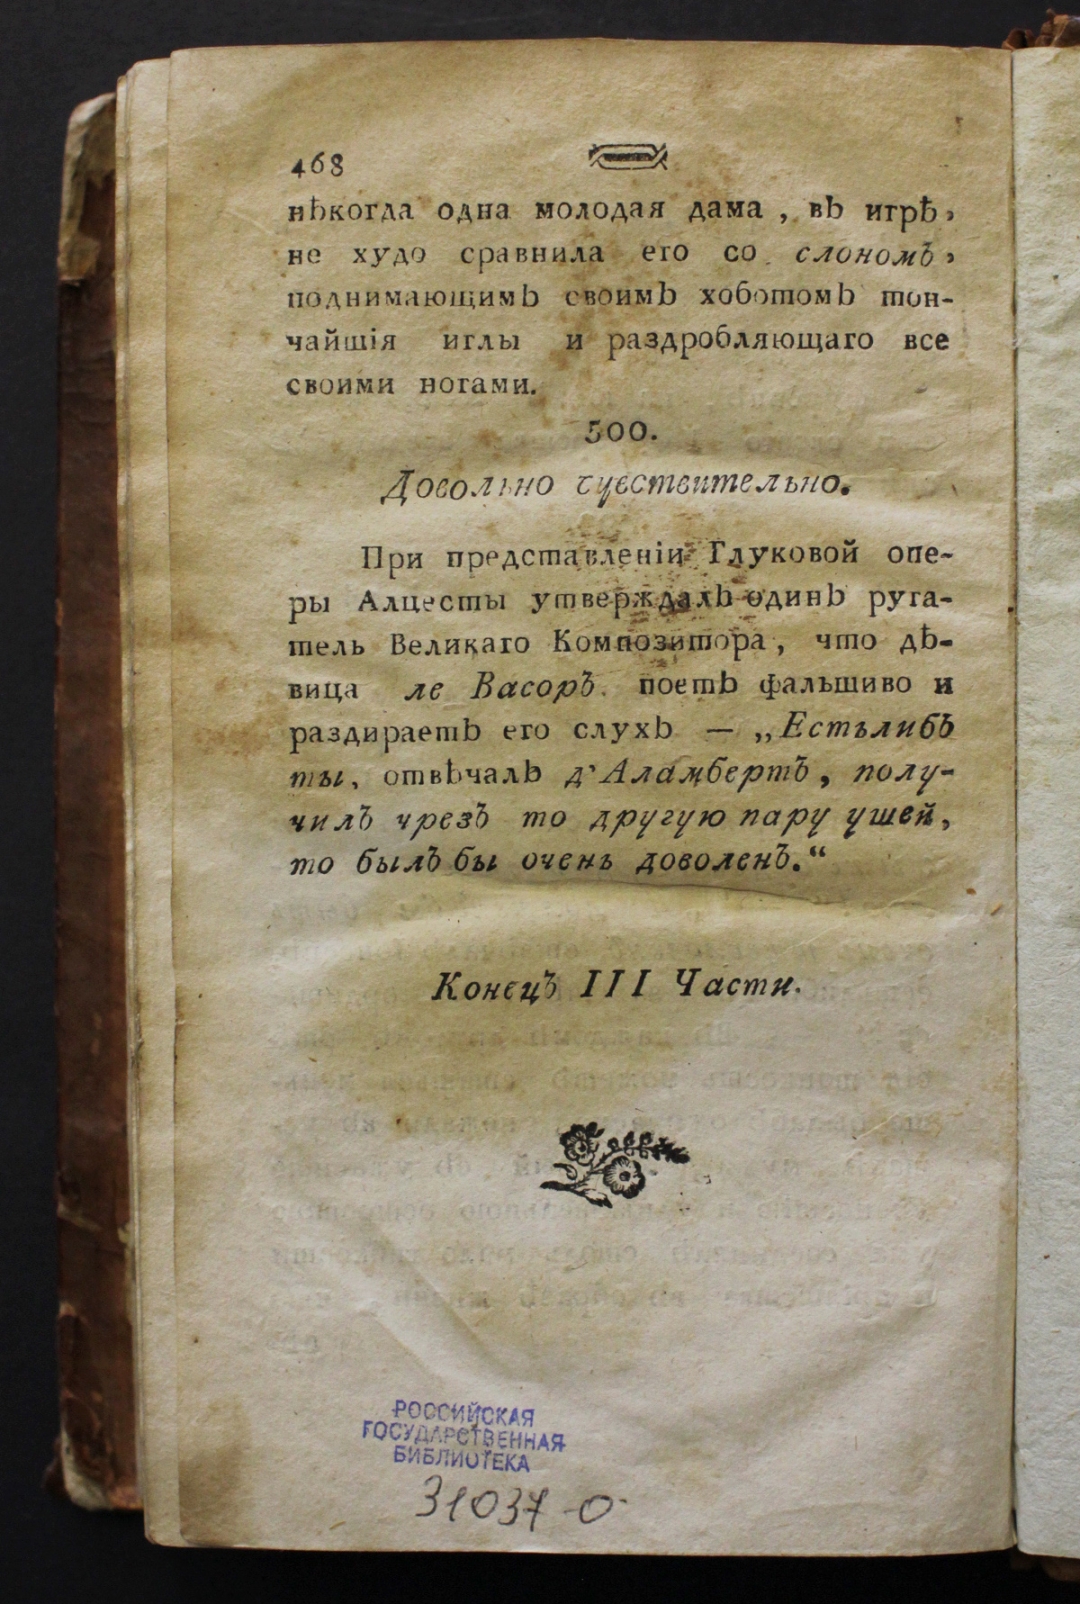 468
нѣкогда одна молодая дама, въ игрѣ,
не худо сравнила его со слономъ,
поднимающимъ своимъ хоботомъ тон-
чайшія иглы и раздробляющаго все
своими ногами.
500.
Довольно чувствительно.
При представленіи Глуковой опе-
ры Алцесты утверждалъ одинъ руга-
тель Великаго Композитора, что дѣ-
вица ле Васоръ поетъ фальшиво и
раздираетъ его слухъ — „Естьлибъ
ты, отвѣчалъ д' Аламбертъ, полу-
чилъ чрезъ то другую пару ушей,
то былъ бы очень доволенъ.“
Конецъ III Части.
РОССИЙСКАЯ
ГОСУДАРСТВЕННАЯ
БИБЛИОТЕКА
31037-0